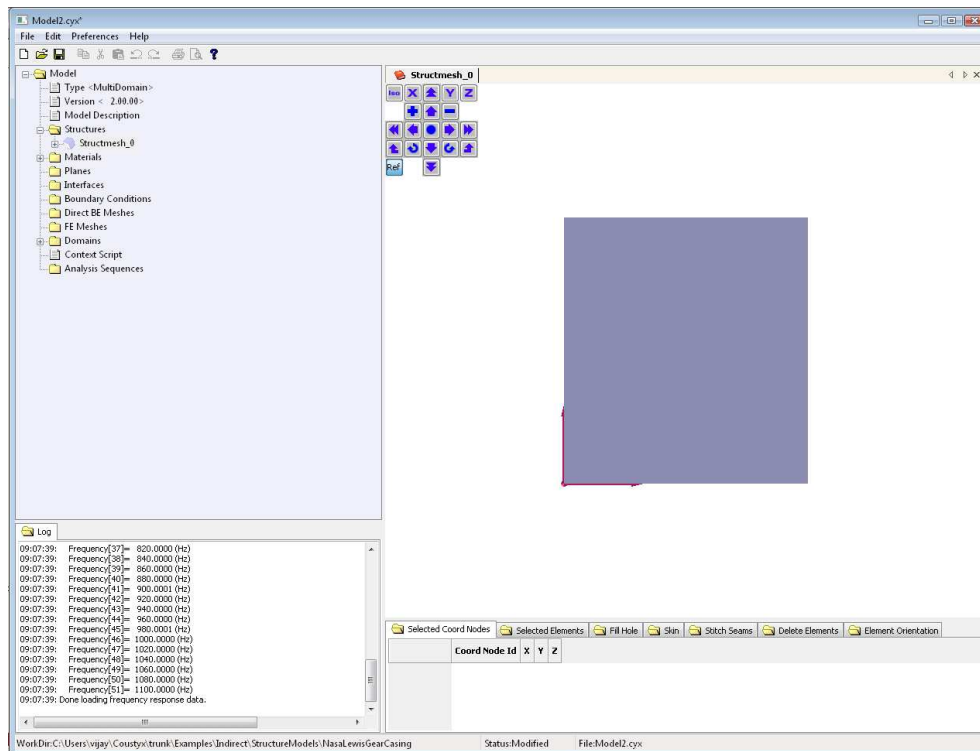 Model2.cyx*
File Edit Preferences Help
Model
Type <MultiDomain>
Version < 2.00.00>
Model Description
Structures
Structmesh_0
Materials
Planes
Interfaces
Boundary Conditions
Direct BE Meshes
FE Meshes
Domains
Context Script
Analysis Sequences
Structmesh_0
Iso X Y Z
Ref
Log
09:07:39: Frequency[37]= 820.0000 (Hz)
09:07:39: Frequency[38]= 840.0000 (Hz)
09:07:39: Frequency[39]= 860.0000 (Hz)
09:07:39: Frequency[40]= 880.0000 (Hz)
09:07:39: Frequency[41]= 900.0001 (Hz)
09:07:39: Frequency[42]= 920.0000 (Hz)
09:07:39: Frequency[43]= 940.0000 (Hz)
09:07:39: Frequency[44]= 960.0000 (Hz)
09:07:39: Frequency[45]= 980.0001 (Hz)
09:07:39: Frequency[46]= 1000.0000 (Hz)
09:07:39: Frequency[47]= 1020.0000 (Hz)
09:07:39: Frequency[48]= 1040.0000 (Hz)
09:07:39: Frequency[49]= 1060.0000 (Hz)
09:07:39: Frequency[50]= 1080.0000 (Hz)
09:07:39: Frequency[51]= 1100.0000 (Hz)
09:07:39: Done loading frequency response data.
Selected Coord Nodes Selected Elements Fill Hole Skin Stitch Seams Delete Elements Element Orientation
Coord Node Id X Y Z
WorkDir:C:\Users\vijay\Coustyx\trunk\Examples\Indirect\StructureModels\NasaLewisGearCasing Status:Modified File:Model2.cyx